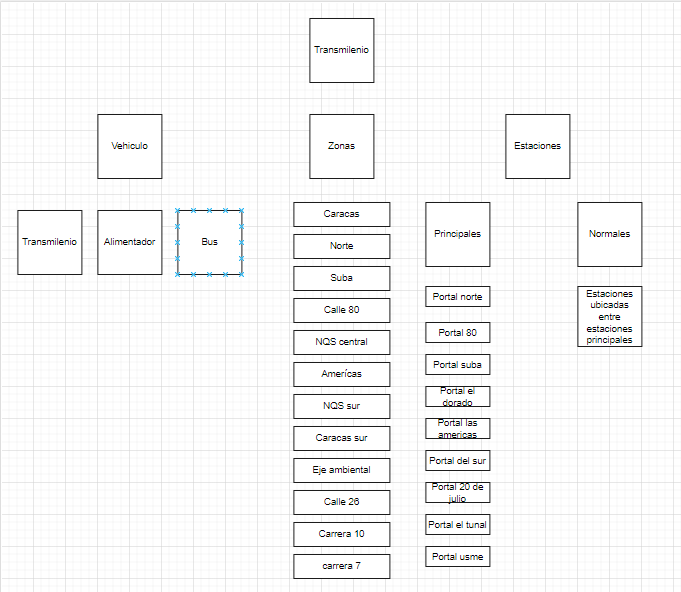 Transmilenio
Vehiculo
Zonas
Estaciones
Transmilenio
Alimentador
Bus
Caracas
Norte
Suba
Calle 80
NQS central
Amerícas
NQS sur
Caracas sur
Eje ambiental
Calle 26
Carrera 10
carrera 7
Principales
Portal norte
Portal 80
Portal suba
Portal el
dorado
Portal las
americas
Portal del sur
Portal 20 de
julio
Portal el tunal
Portal usme
Normales
Estaciones
ubicadas
entre
estaciones
principales